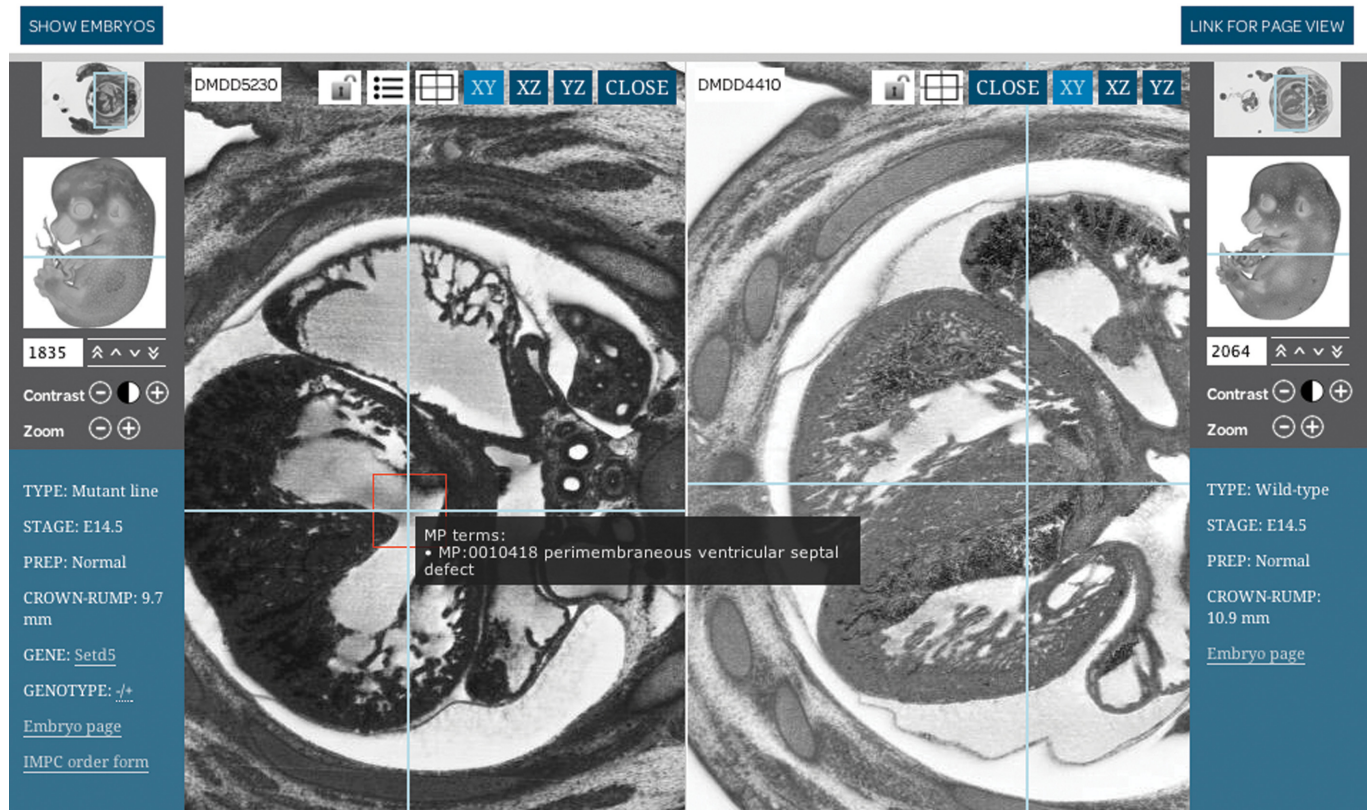 SHOW EMBRYOS
LINK FOR PAGE VIEW
DMDD5230
XY
XZ
YZ
CLOSE
DMDD4410
CLOSE
XY
XZ
YZ
1835
Contrast
Zoom
TYPE: Mutant line
STAGE: E14.5
PREP: Normal
CROWN-RUMP: 9.7
mm
GENE: Setd5
GENOTYPE: -/+
Embryo page
IMPC order form
MP terms:
• MP:0010418 perimembraneous ventricular septal
defect
2064
Contrast
Zoom
TYPE: Wild-type
STAGE: E14.5
PREP: Normal
CROWN-RUMP:
10.9 mm
Embryo page